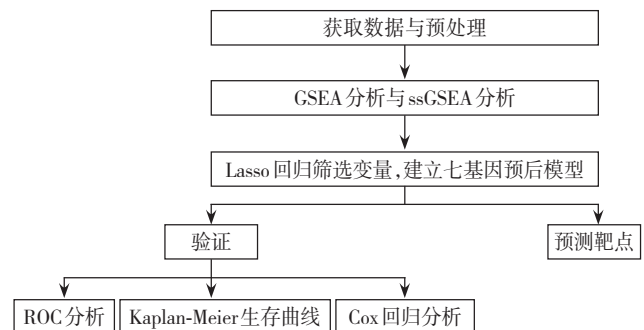 获取数据与预处理
GSEA分析与ssGSEA分析
Lasso回归筛选变量,建立七基因预后模型
验证
预测靶点
ROC分析
Kaplan-Meier生存曲线
Cox回归分析